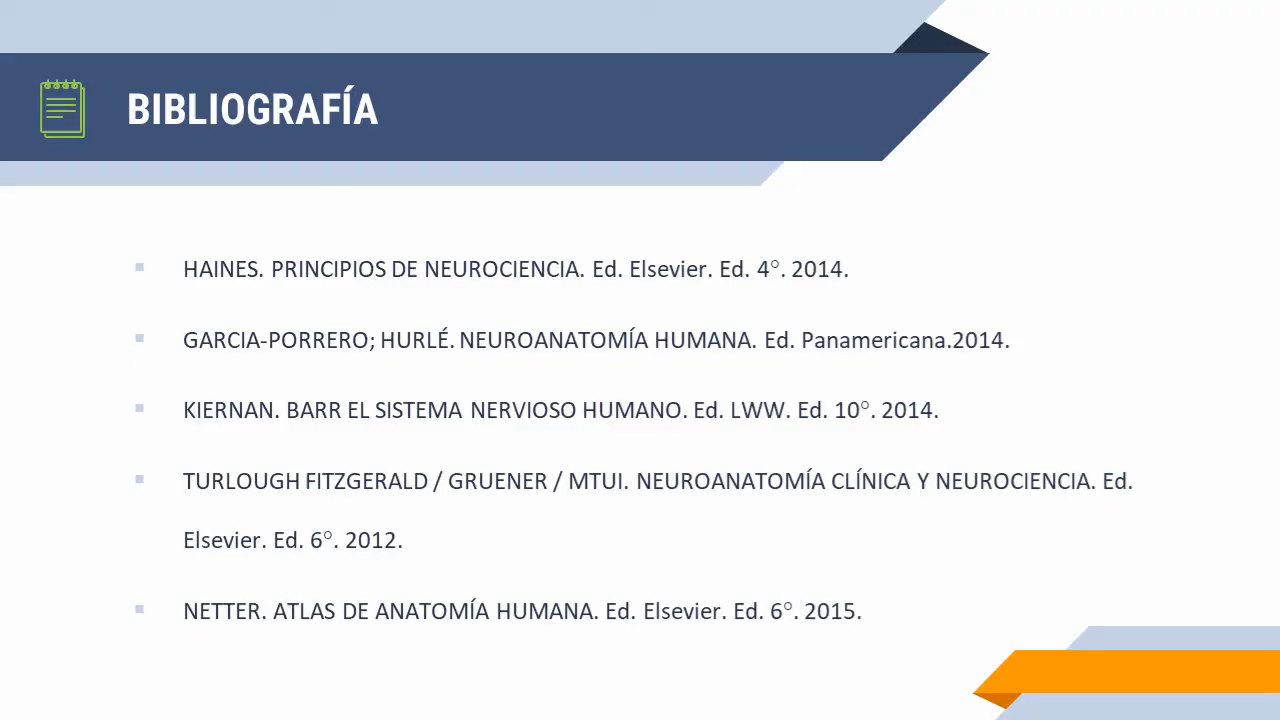 BIBLIOGRAFÍA
HAINES. PRINCIPIOS DE NEUROCIENCIA. Ed. Elsevier. Ed. 4°. 2014.
GARCIA-PORRERO; HURLÉ. NEUROANATOMÍA HUMANA. Ed. Panamericana.2014.
KIERNAN. BARR EL SISTEMA NERVIOSO HUMANO. Ed. LWW. Ed. 10°. 2014.
TURLOUGH FITZGERALD / GRUENER / MTUI. NEUROANATOMÍA CLÍNICA Y NEUROCIENCIA. Ed.
Elsevier. Ed. 6°. 2012.
NETTER. ATLAS DE ANATOMÍA HUMANA. Ed. Elsevier. Ed. 6°. 2015.